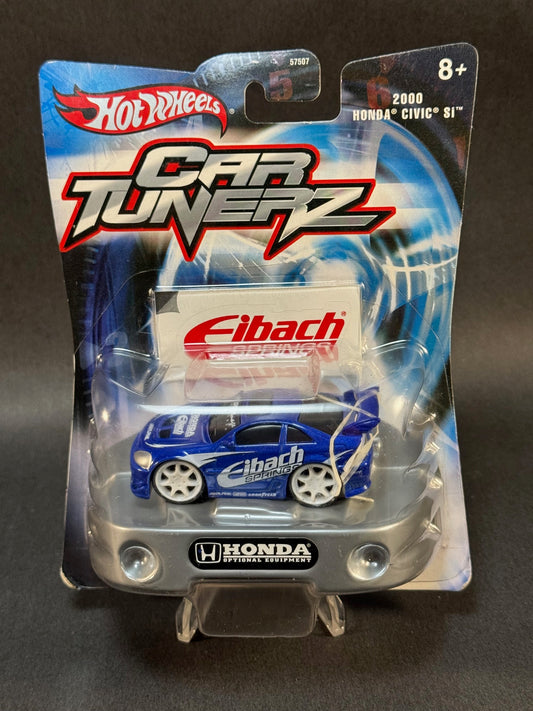 57507
5
6
8+
HOT WHEELS®
2000
HONDA® CIVIC® SI™
CAR
TUNERZ
Eibach®
SPRINGS
Eibach
SPRINGS
HONDA
OPTIONAL EQUIPMENT